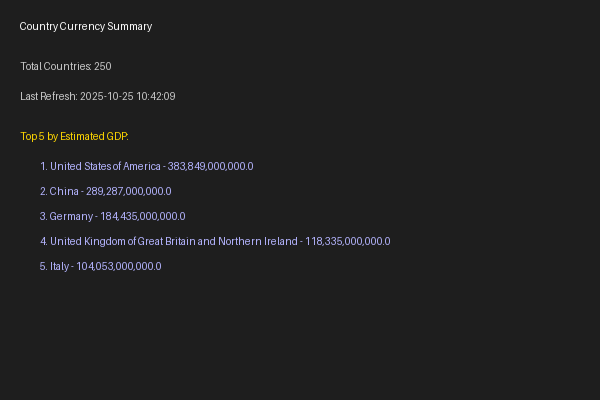 Country Currency Summary
Total Countries: 250
Last Refresh: 2025-10-25 10:42:09
Top 5 by Estimated GDP:
1. United States of America - 383,849,000,000.0
2. China - 289,287,000,000.0
3. Germany - 184,435,000,000.0
4. United Kingdom of Great Britain and Northern Ireland - 118,335,000,000.0
5. Italy - 104,053,000,000.0